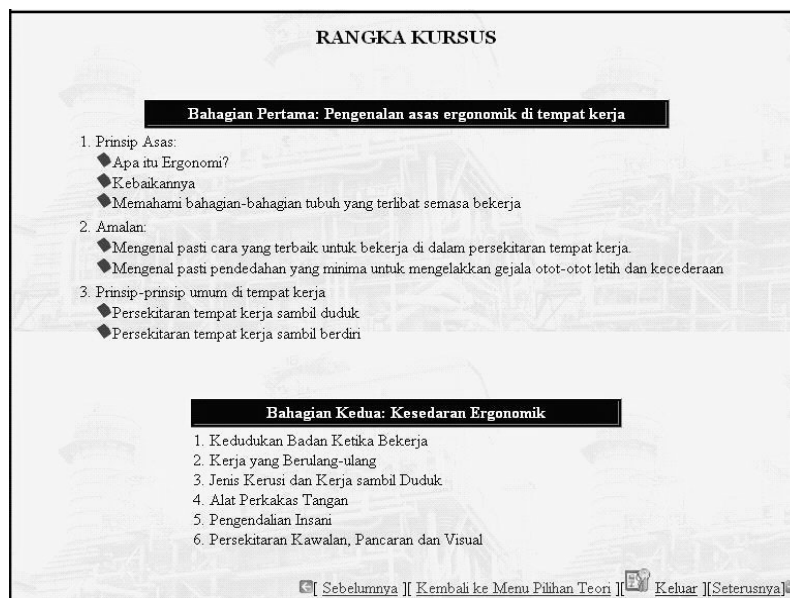 RANGKA KURSUS
Bahagian Pertama: Pengenalan asas ergonomik di tempat kerja
1. Prinsip Asas:
Apa itu Ergonomi?
Kebaikannya
Memahami bahagian-bahagian tubuh yang terlibat semasa bekerja
2. Amalan:
Mengenal pasti cara yang terbaik untuk bekerja di dalam persekitaran tempat kerja.
Mengenal pasti pendedahan yang minima untuk mengelakkan gejala otot-otot letih dan kecederaan
3. Prinsip-prinsip umum di tempat kerja
Persekitaran tempat kerja sambil duduk
Persekitaran tempat kerja sambil berdiri
Bahagian Kedua: Kesedaran Ergonomik
1. Kedudukan Badan Ketika Bekerja
2. Kerja yang Berulang-ulang
3. Jenis Kerusi dan Kerja sambil Duduk
4. Alat Perkakas Tangan
5. Pengendalian Insani
6. Persekitaran Kawalan, Pancaran dan Visual
[ Sebelumnya ][ Kembali ke Menu Pilihan Teori ][ Keluar ][Seterusnya]